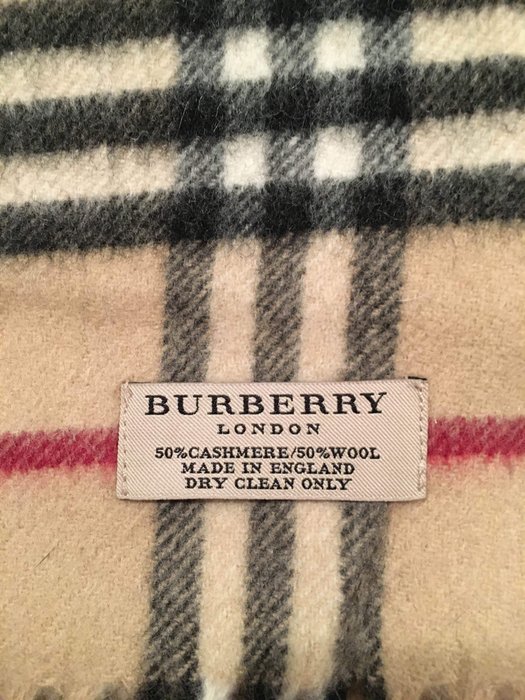 BURBERRY
LONDON
50%CASHMERE/50%WOOL
MADE IN ENGLAND
DRY CLEAN ONLY